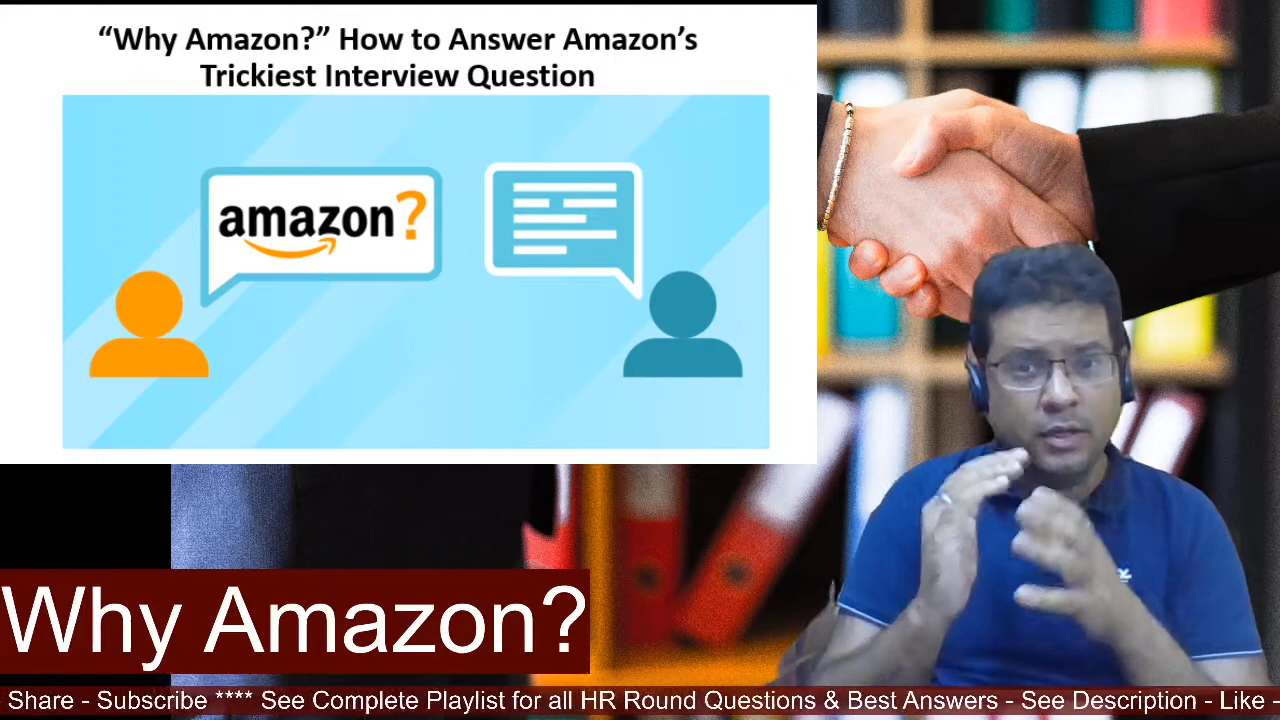 “Why Amazon?” How to Answer Amazon’s
Trickiest Interview Question
amazon?
Why Amazon?
Share - Subscribe **** See Complete Playlist for all HR Round Questions & Best Answers - See Description - Like -